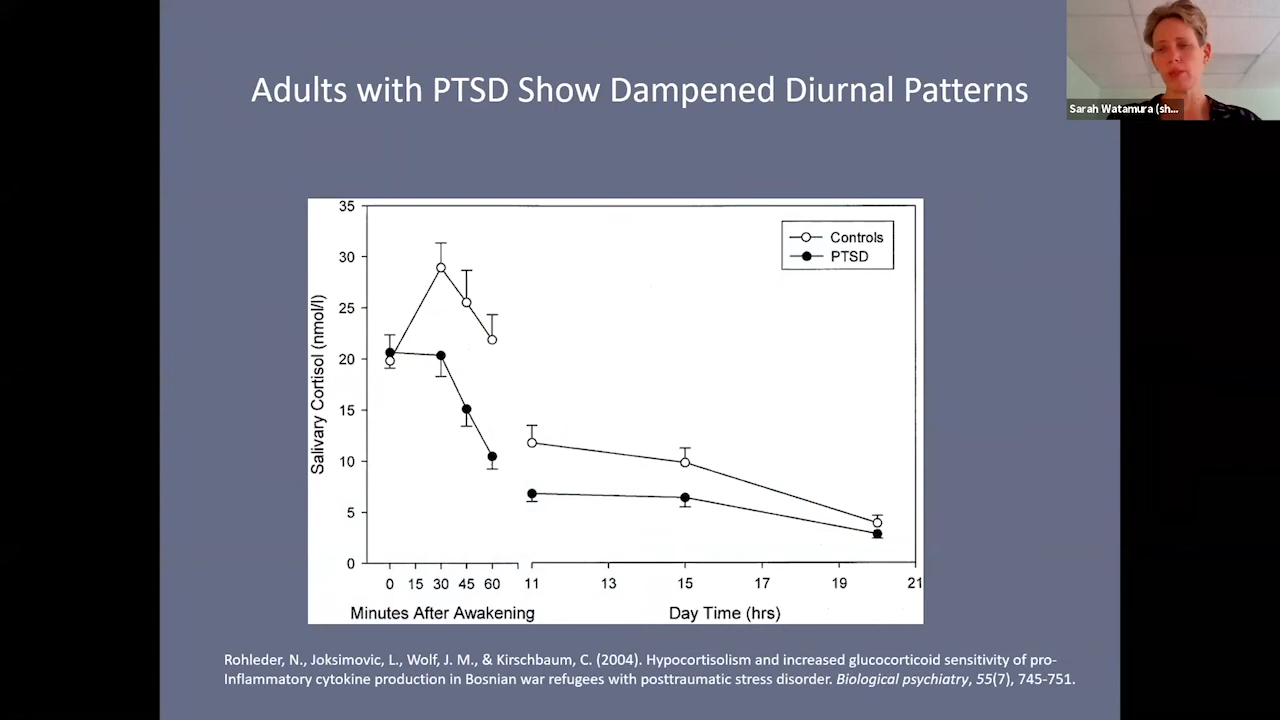 Adults with PTSD Show Dampened Diurnal Patterns
Sarah Watamura (sh...
35
30
25
20
15
10
5
0
Salivary Cortisol (nmol/l)
Controls
PTSD
0 15 30 45 60 11 13 15 17 19 21
Minutes After Awakening
Day Time (hrs)
Rohleder, N., Joksimovic, L., Wolf, J. M., & Kirschbaum, C. (2004). Hypocortisolism and increased glucocorticoid sensitivity of pro-
Inflammatory cytokine production in Bosnian war refugees with posttraumatic stress disorder. Biological psychiatry, 55(7), 745-751.